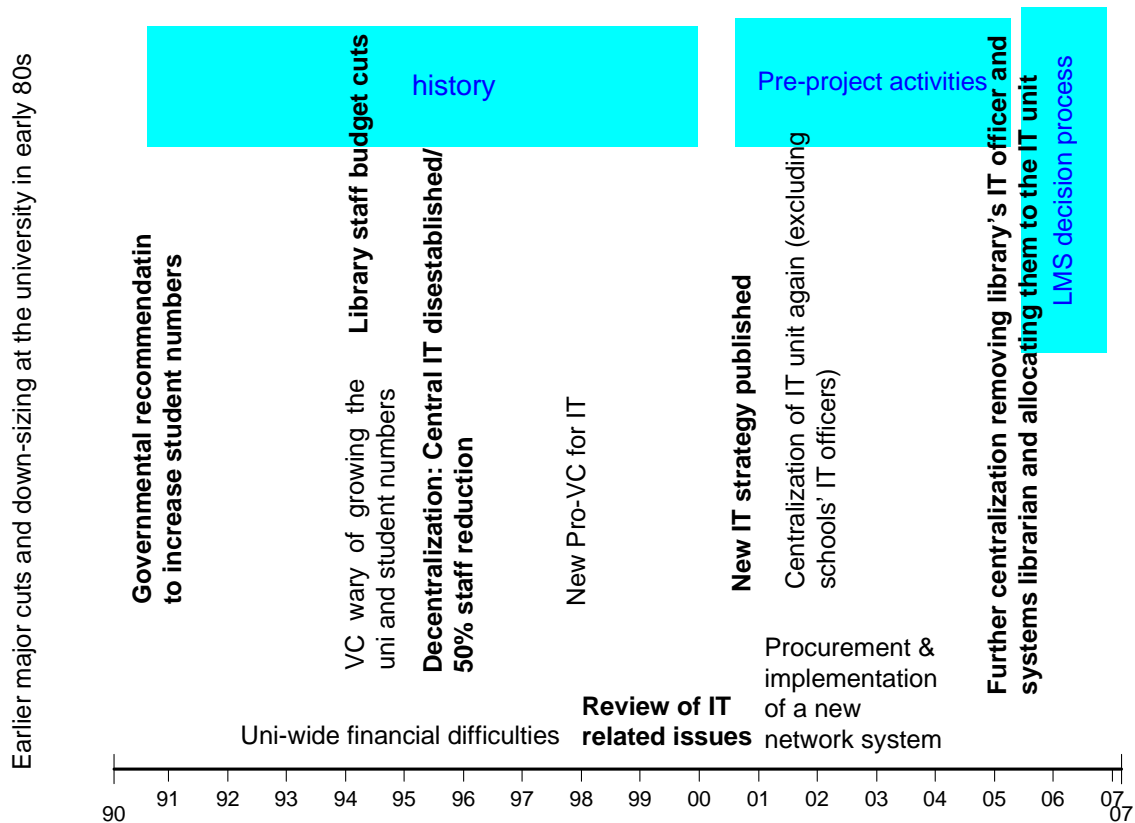 Earlier major cuts and down-sizing at the university in early 80s
history
Pre-project activities
LMS decision process
Governmental recommendatin
to increase student numbers
Library staff budget cuts
VC wary of growing the
uni and student numbers
Decentralization: Central IT disestablished/
50% staff reduction
New Pro-VC for IT
New IT strategy published
Centralization of IT unit again (excluding
schools' IT officers)
Further centralization removing library's IT officer and
systems librarian and allocating them to the IT unit
Uni-wide financial difficulties
Review of IT
related issues
Procurement &
implementation
of a new
network system
90 91 92 93 94 95 96 97 98 99 00 01 02 03 04 05 06 07
07